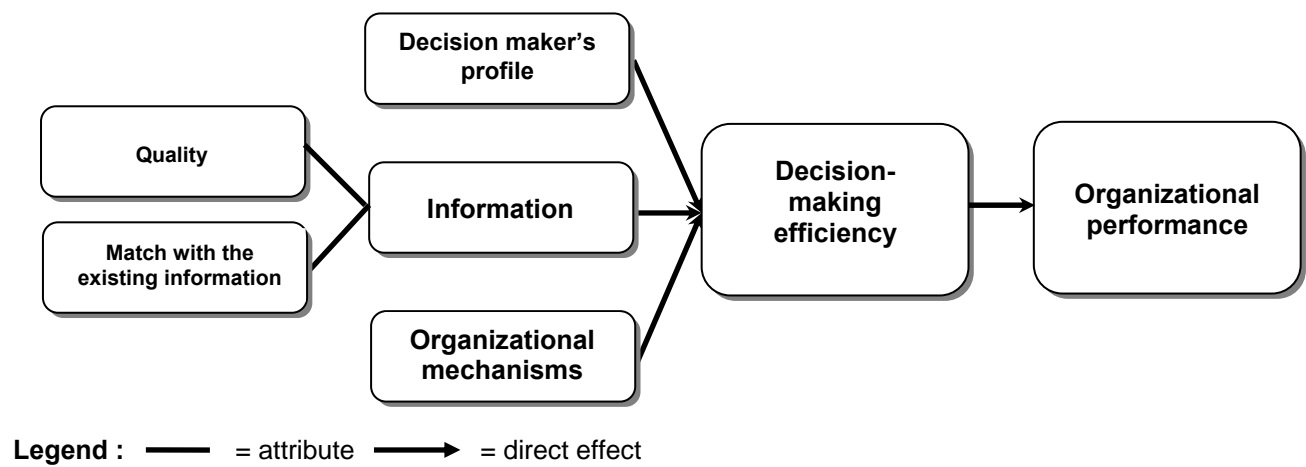 Decision maker’s
profile
Quality
Match with the
existing information
Information
Organizational
mechanisms
Decision-
making
efficiency
Organizational
performance
Legend : = attribute = direct effect